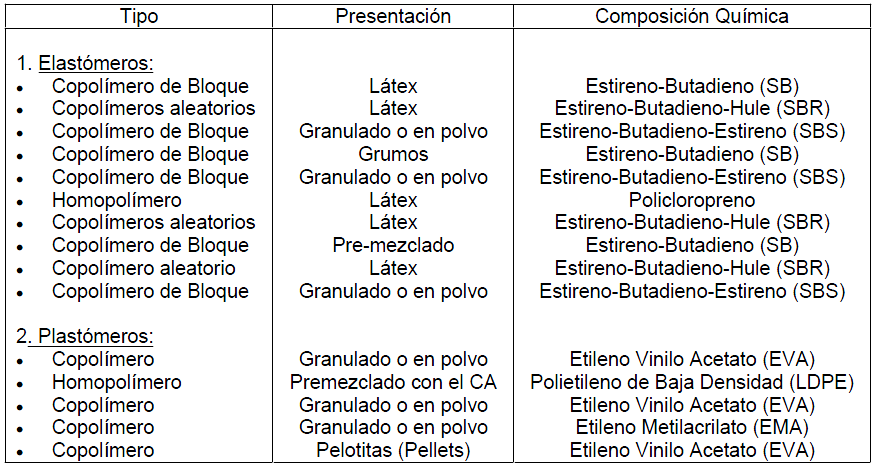 Tipo Presentación Composición Química
1. Elastómeros:
• Copolímero de Bloque Látex Estireno-Butadieno (SB)
• Copolímeros aleatorios Látex Estireno-Butadieno-Hule (SBR)
• Copolímero de Bloque Granulado o en polvo Estireno-Butadieno-Estireno (SBS)
• Copolímero de Bloque Grumos Estireno-Butadieno (SB)
• Copolímero de Bloque Granulado o en polvo Estireno-Butadieno-Estireno (SBS)
• Homopolímero Látex Policloropreno
• Copolímeros aleatorios Látex Estireno-Butadieno-Hule (SBR)
• Copolímero de Bloque Pre-mezclado Estireno-Butadieno (SB)
• Copolímero aleatorio Látex Estireno-Butadieno-Hule (SBR)
• Copolímero de Bloque Granulado o en polvo Estireno-Butadieno-Estireno (SBS)
2. Plastómeros:
• Copolímero Granulado o en polvo Etileno Vinilo Acetato (EVA)
• Homopolímero Premezclado con el CA Polietileno de Baja Densidad (LDPE)
• Copolímero Granulado o en polvo Etileno Vinilo Acetato (EVA)
• Copolímero Granulado o en polvo Etileno Metilacrilato (EMA)
• Copolímero Pelotitas (Pellets) Etileno Vinilo Acetato (EVA)